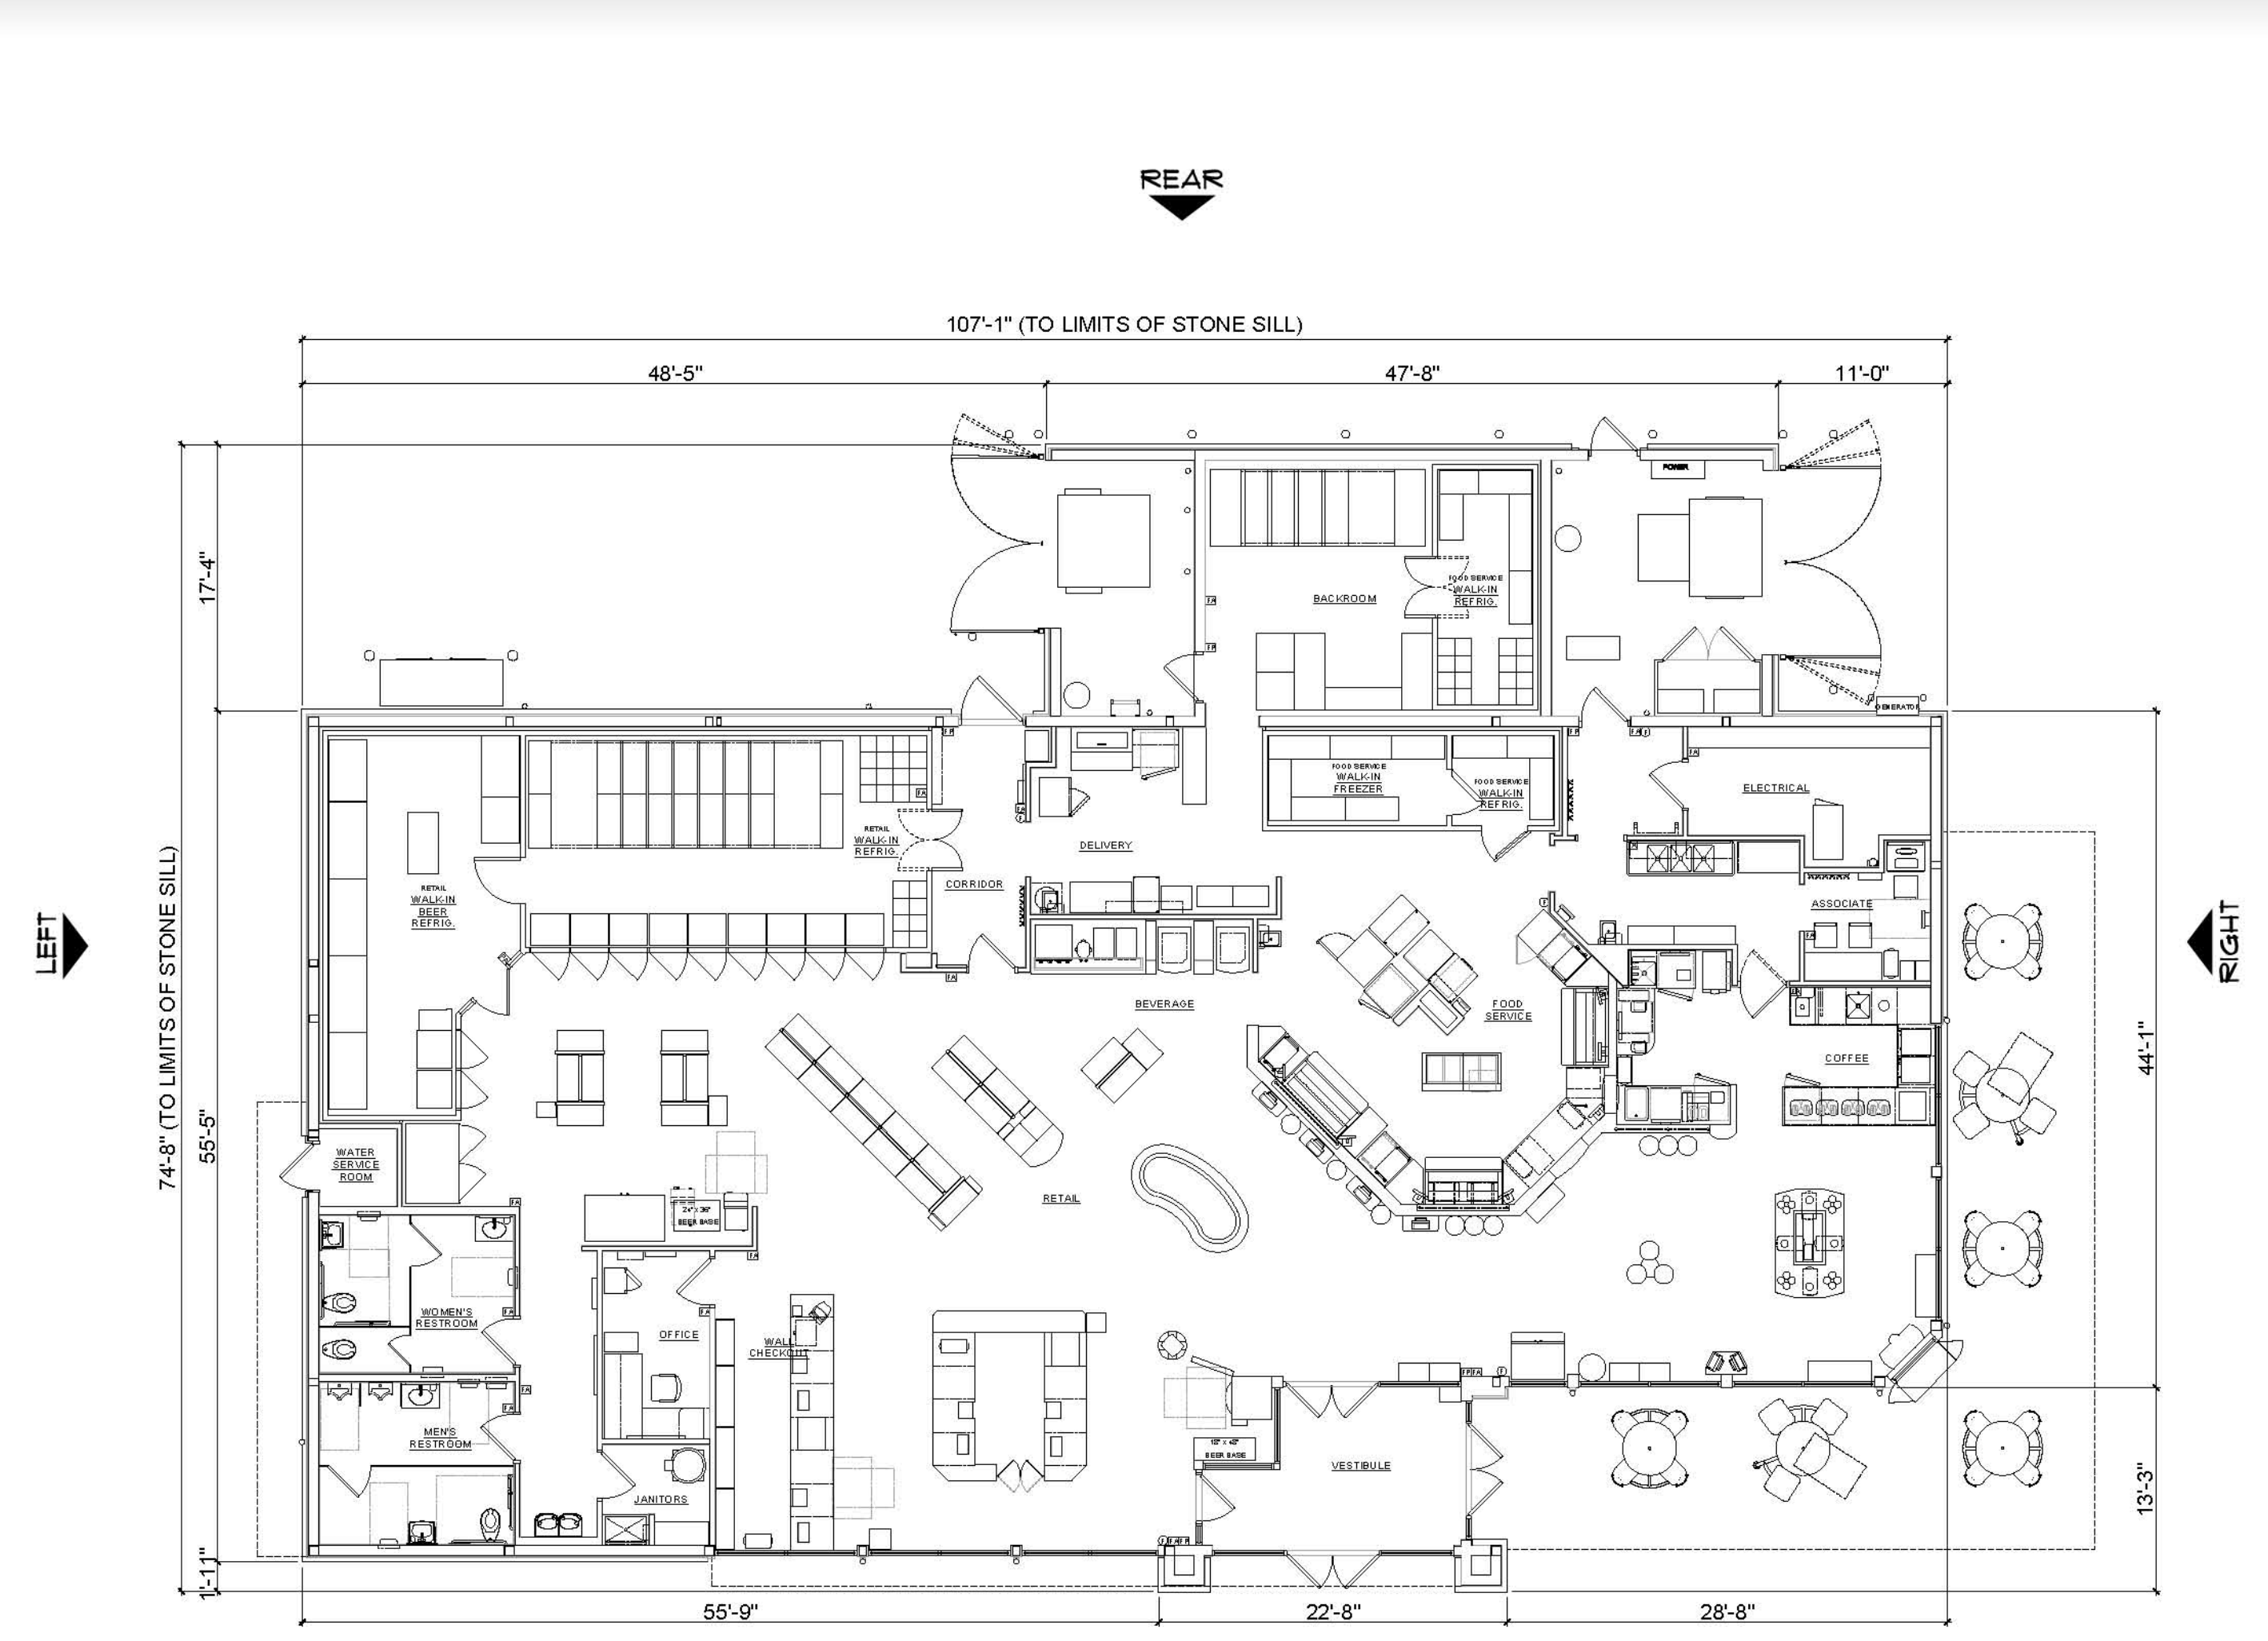 REAR
107'-1" (TO LIMITS OF STONE SILL)
48'-5"
47'-8"
11'-0"
POWER
17'-4"
BACKROOM
FOOD SERVICE
WALK-IN
REFRIG.
GENERATOR
FP
FA
FOOD SERVICE
WALK-IN
FREEZER
FOOD SERVICE
WALK-IN
REFRIG.
ELECTRICAL
RETAIL
WALK-IN
REFRIG.
DELIVERY
CORRIDOR
RETAIL
WALK-IN
BEER
REFRIG.
ASSOCIATE
LEFT
RIGHT
74'-8" (TO LIMITS OF STONE SILL)
55'-5"
44'-1"
BEVERAGE
FOOD
SERVICE
COFFEE
WATER
SERVICE
ROOM
RETAIL
24" x 36"
BEER BASE
WOMEN'S
RESTROOM
OFFICE
WALL
CHECKOUT
MEN'S
RESTROOM
BEER BASE
VESTIBULE
JANITORS
13'-3"
1'-11"
55'-9"
22'-8"
28'-8"